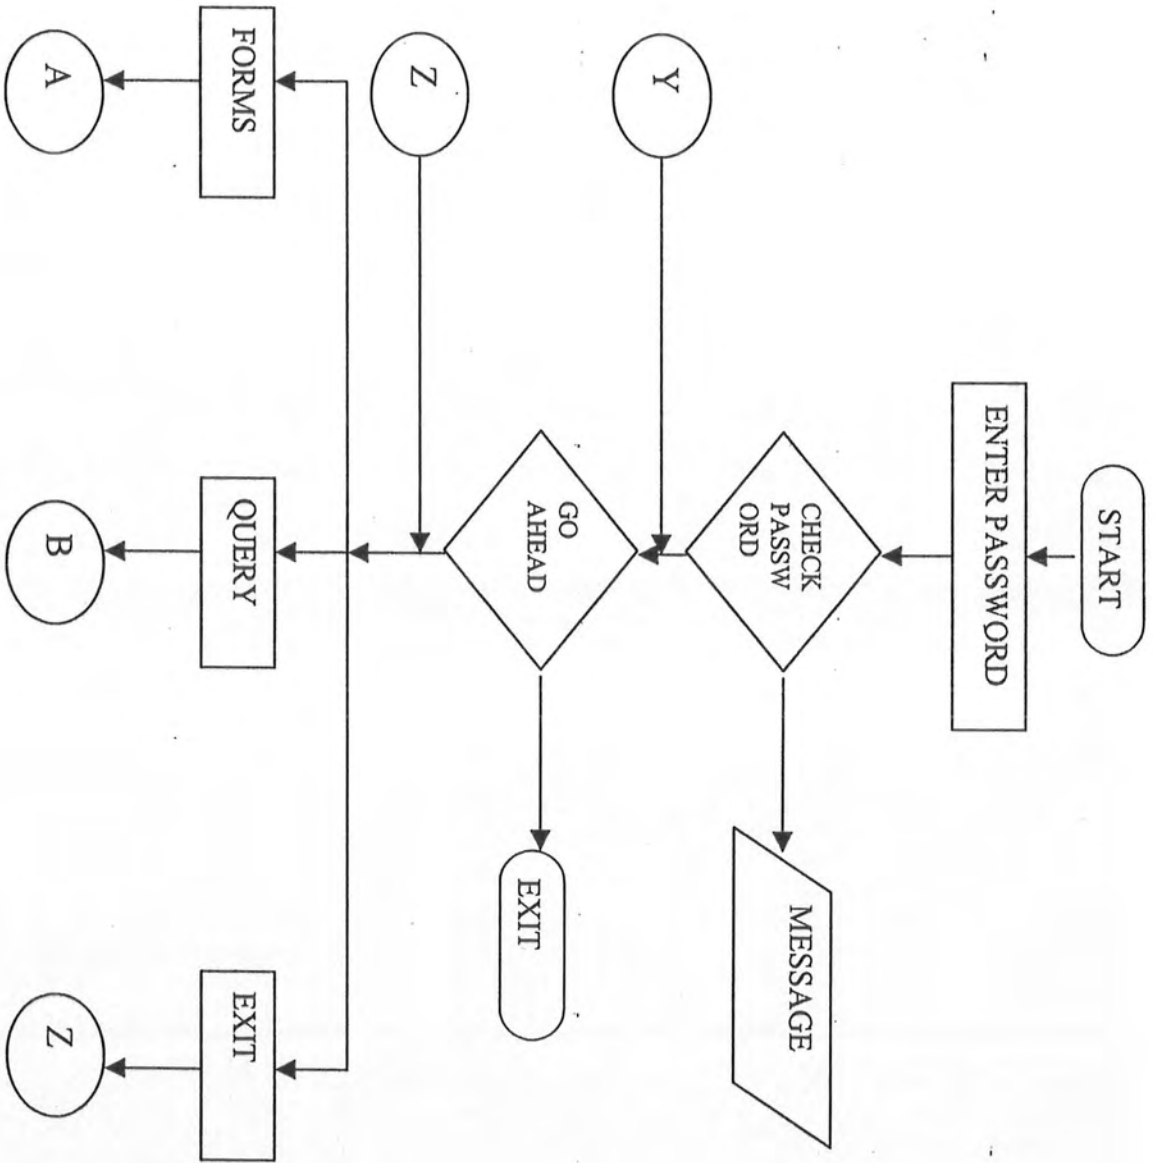 START
ENTER PASSWORD
CHECK
PASSW
ORD
MESSAGE
Y
GO
AHEAD
EXIT
Z
FORMS
QUERY
EXIT
A
B
Z